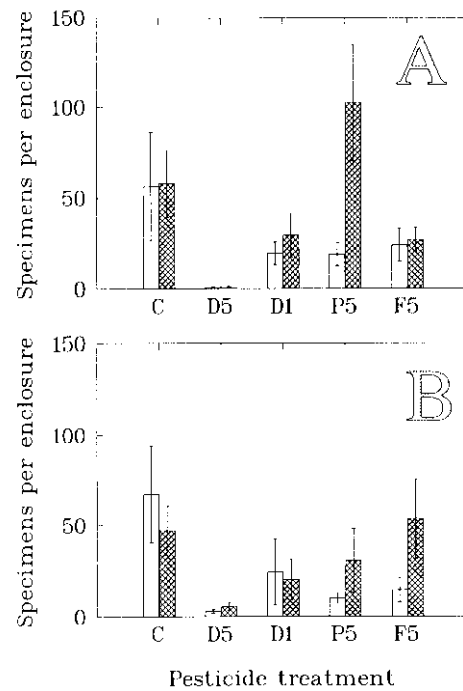 A
Specimens per enclosure
150
100
50
0
C D5 D1 P5 F5
B
Specimens per enclosure
150
100
50
0
C D5 D1 P5 F5
Pesticide treatment